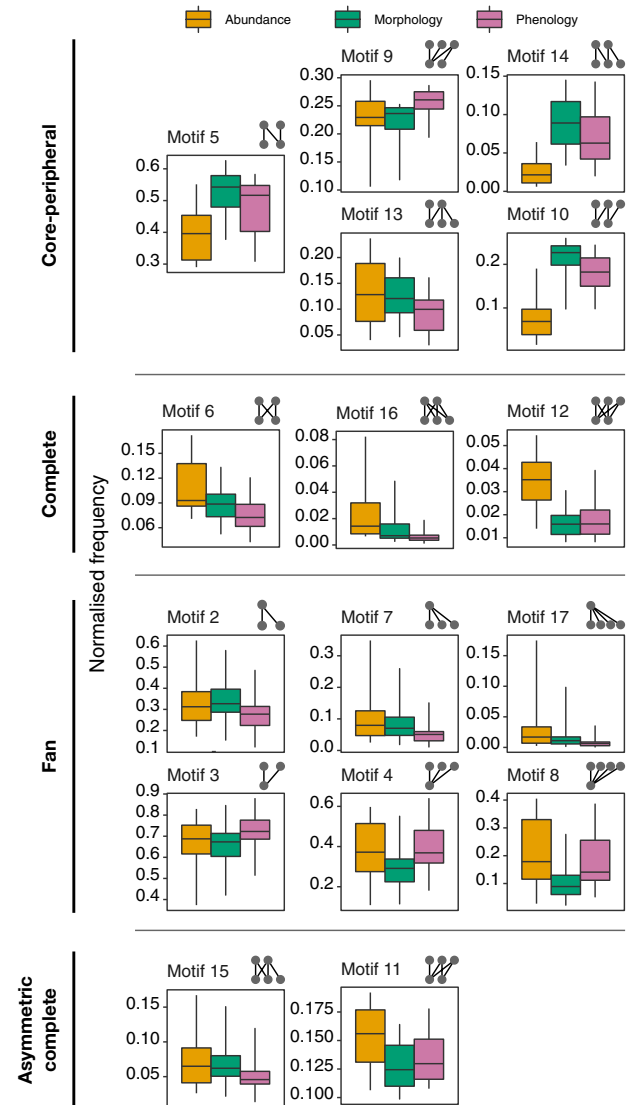 Abundance
Morphology
Phenology
Core-peripheral
Motif 9
Motif 14
0.30
0.25
0.20
0.10
0.15
0.10
0.05
0.00
Motif 5
0.6
0.5
0.4
0.3
Motif 13
Motif 10
0.20
0.15
0.10
0.05
0.2
0.1
Complete
Normalised frequency
Motif 6
Motif 16
Motif 12
0.15
0.12
0.09
0.06
0.08
0.04
0.02
0.00
0.05
0.04
0.03
0.02
0.01
Fan
Motif 2
Motif 7
Motif 17
0.6
0.5
0.4
0.3
0.2
0.1
0.3
0.2
0.1
0.0
0.15
0.10
0.05
0.00
Motif 3
Motif 4
Motif 8
0.9
0.8
0.7
0.6
0.5
0.4
0.6
0.4
0.2
0.4
0.3
0.2
0.1
Asymmetric
complete
Motif 15
Motif 11
0.15
0.10
0.05
0.175
0.150
0.125
0.100